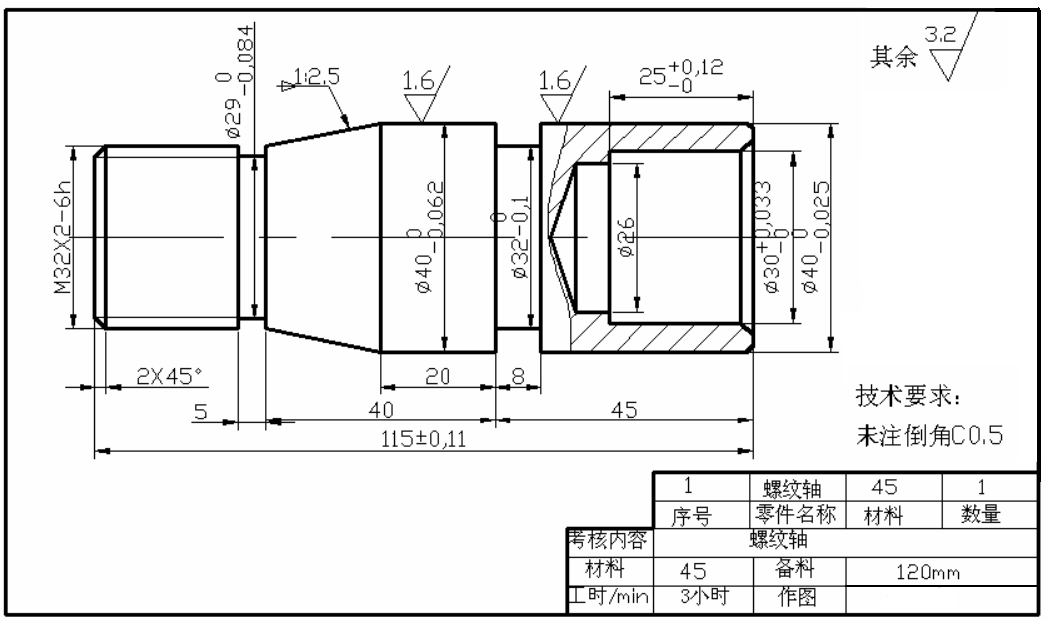 其余 3.2
1:2.5
1.6
1.6
25+0,12 -0
ø29 0 -0,084
M32X2-6h
ø40 0 -0,062
ø32 0 -0,1
ø26
ø30+0,033 -0
ø40 0 -0,025
2X45°
20
8
5
40
45
115±0,11
技术要求:
未注倒角C0.5
1 螺纹轴 45 1
序号 零件名称 材料 数量
考核内容 螺纹轴
材料 45 备料 120mm
工时/min 3小时 作图